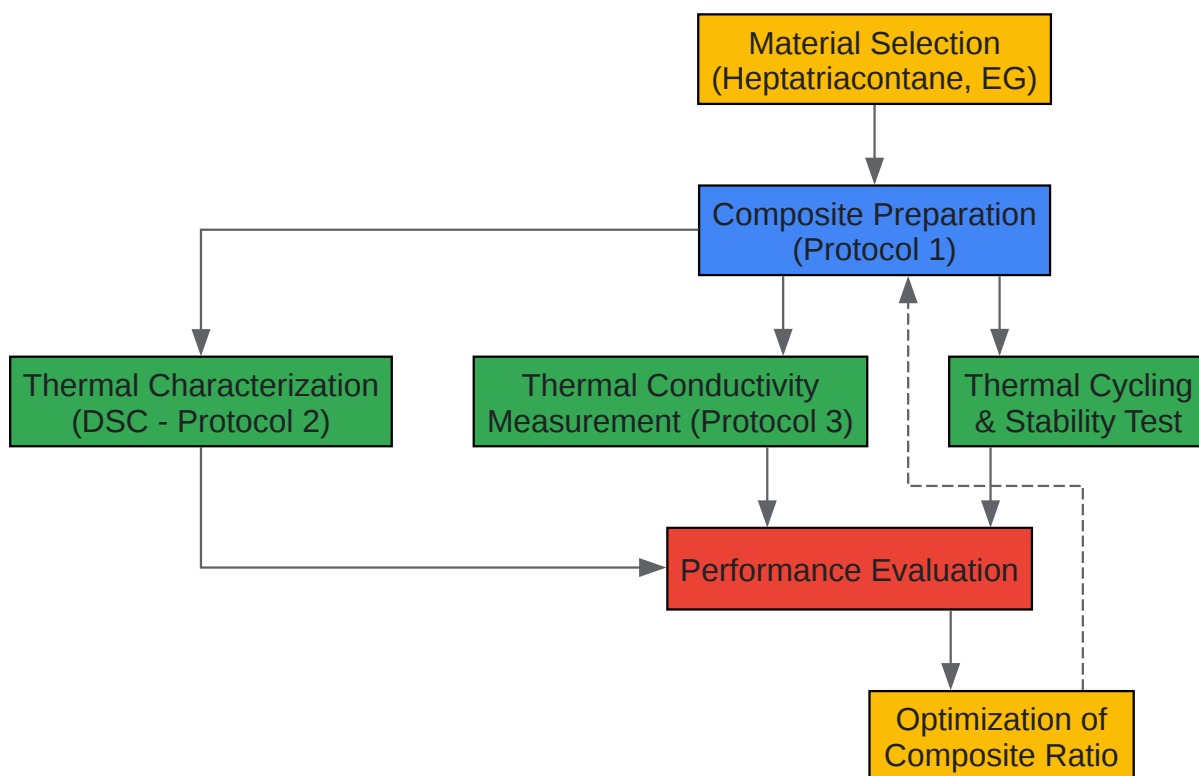 Material Selection
(Heptatriacontane, EG)
Composite Preparation
(Protocol 1)
Thermal Characterization
(DSC - Protocol 2)
Thermal Conductivity
Measurement (Protocol 3)
Thermal Cycling
& Stability Test
Performance Evaluation
Optimization of
Composite Ratio